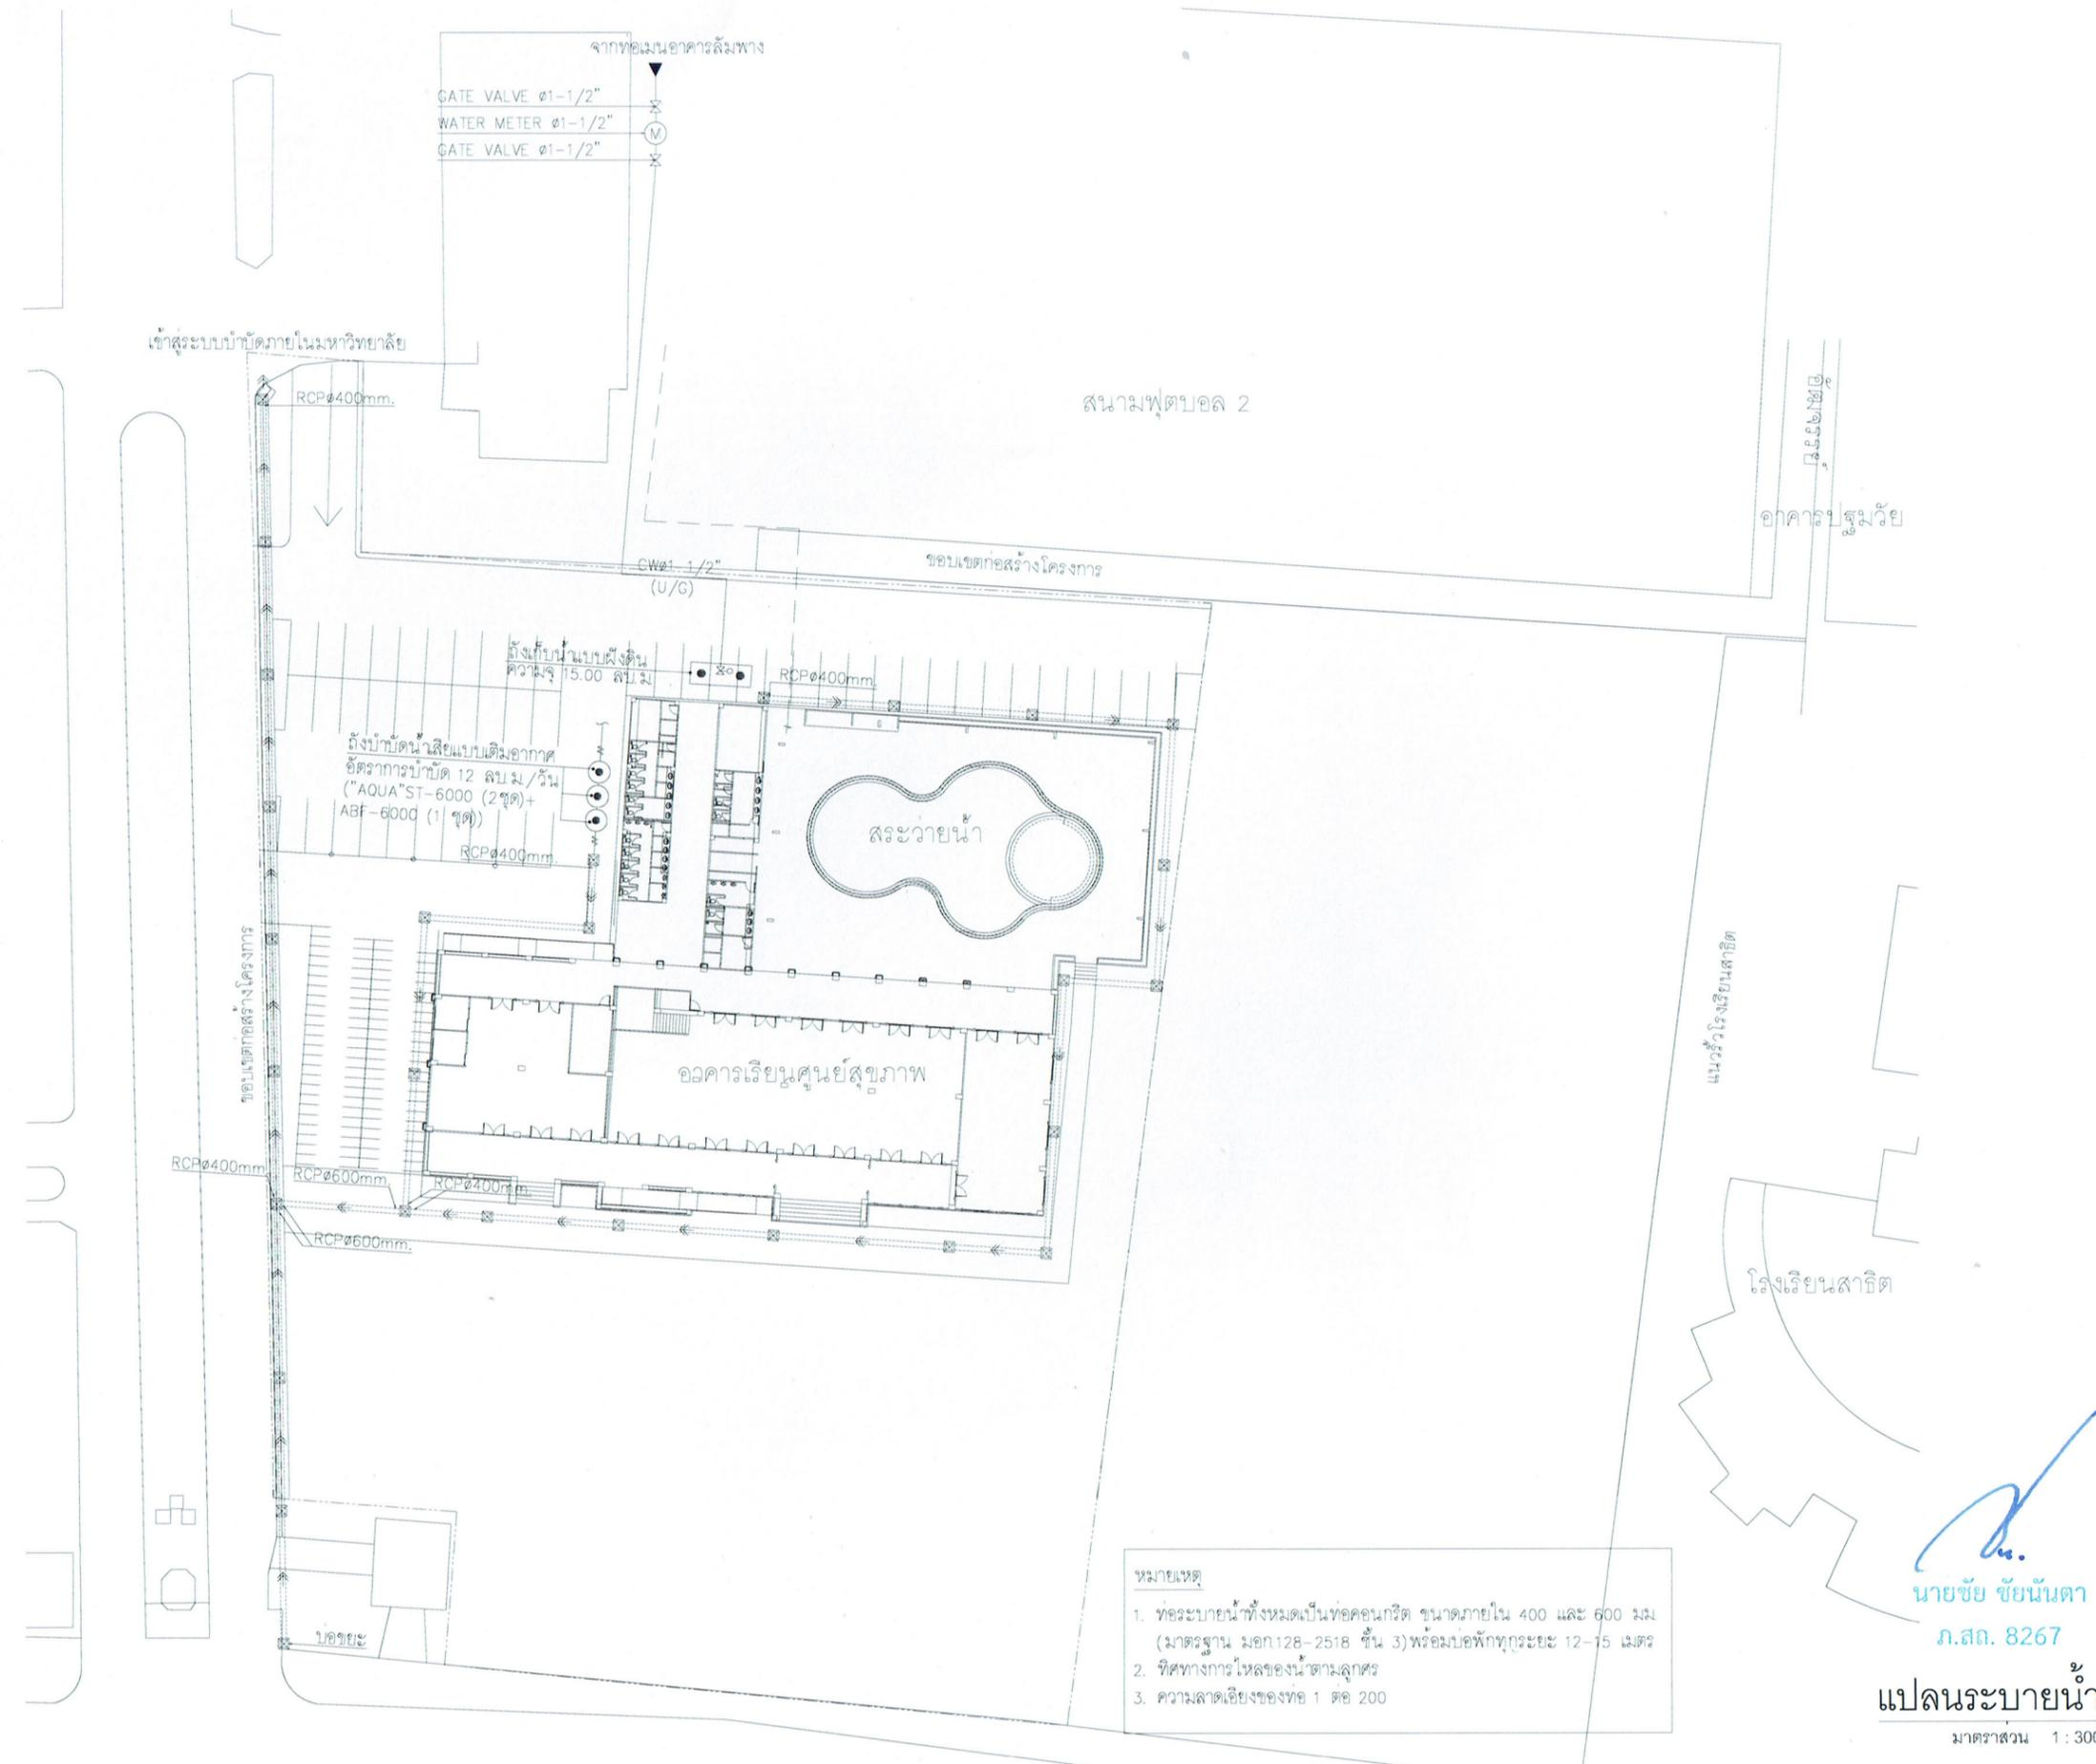 จากท่อเมนอาคารลัมพาง
GATE VALVE ø1-1/2"
WATER METER ø1-1/2"
M
GATE VALVE ø1-1/2"
เข้าสู่ระบบบำบัดภายในมหาวิทยาลัย
RCPø400mm.
สนามฟุตบอล 2
อาคารปฐมวัย
ขอบเขตก่อสร้างโครงการ
CWø1-1/2"
(U/G)
ถังเก็บน้ำแบบฝังดิน
ความจุ 15.00 ลบ.ม.
RCPø400mm.
ถังบำบัดน้ำเสียแบบเติมอากาศ
อัตราการบำบัด 12 ลบ.ม./วัน
("AQUA"ST-6000 (2ชุด)+
ABF-6000 (1 ชุด))
RCPø400mm.
สระว่ายน้ำ
ขอบเขตก่อสร้างโครงการ
แนวรั้วโรงเรียนสาธิต
อาคารเรียนศูนย์สุขภาพ
RCPø400mm.
RCPø600mm.
RCPø400mm.
RCPø600mm.
โรงเรียนสาธิต
บ่อขยะ
หมายเหตุ
1. ท่อระบายน้ำทั้งหมดเป็นท่อคอนกรีต ขนาดภายใน 400 และ 600 มม
(มาตรฐาน มอก128-2518 ชั้น 3)พร้อมบ่อพักทุกระยะ 12-15 เมตร
2. ทิศทางการไหลของน้ำตามลูกศร
3. ความลาดเอียงของท่อ 1 ต่อ 200
นายชัย ชัยนันตา
ภ.สถ. 8267
แปลนระบายน้ำ
มาตราส่วน 1 : 300